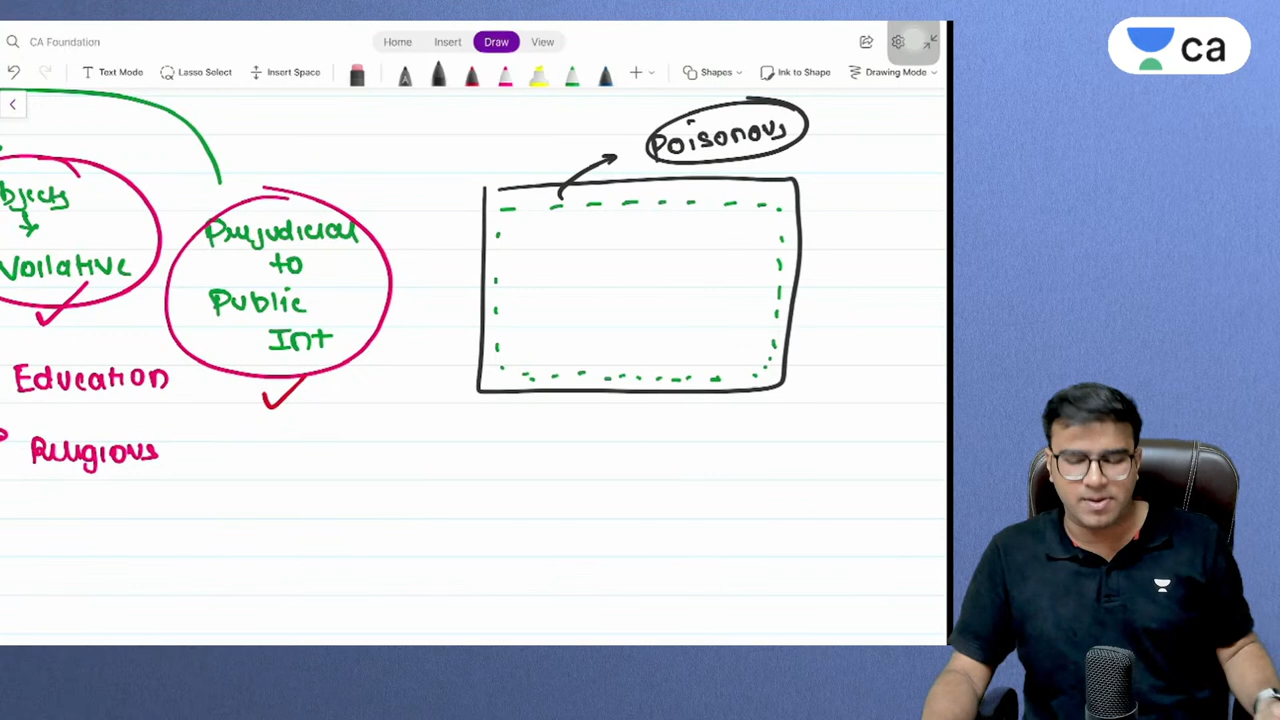 CA Foundation
Home Insert Draw View
Text Mode Lasso Select Insert Space Shapes Ink to Shape Drawing Mode
ca
Poisonous
bjects
Voilative
Prejudicial
to
Public
Int
Education
Religious